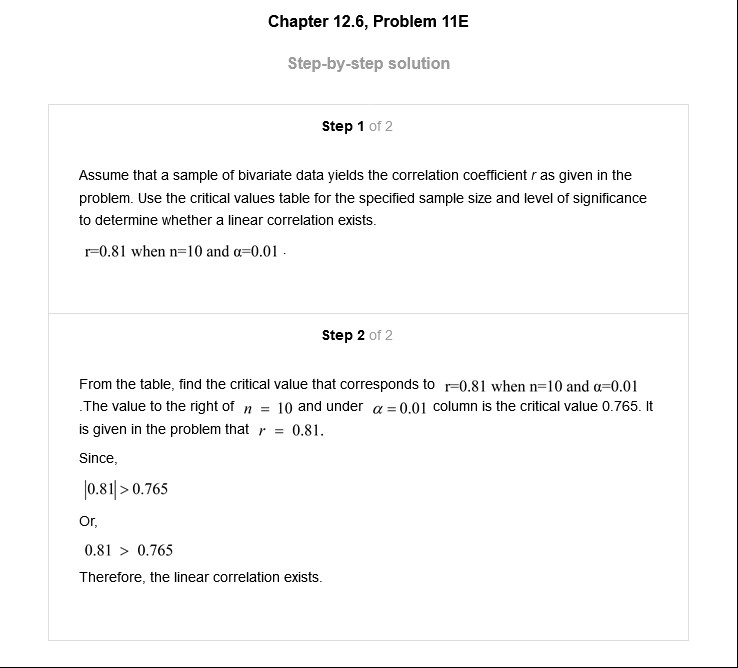 Chapter 12.6, Problem 11E
Step-by-step solution
Step 1 of 2
Assume that a sample of bivariate data yields the correlation coefficient r as given in the
problem. Use the critical values table for the specified sample size and level of significance
to determine whether a linear correlation exists.
r=0.81 when n=10 and α=0.01 .
Step 2 of 2
From the table, find the critical value that corresponds to r=0.81 when n=10 and α=0.01
.The value to the right of n = 10 and under α = 0.01 column is the critical value 0.765. It
is given in the problem that r = 0.81.
Since,
|0.81| > 0.765
Or,
0.81 > 0.765
Therefore, the linear correlation exists.